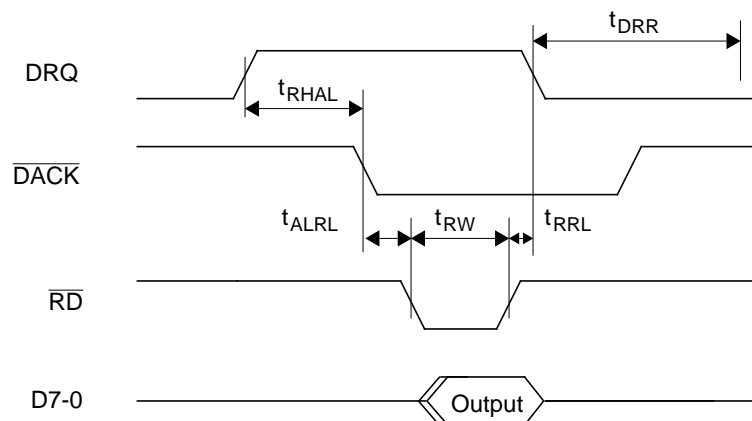 DRQ
tDRR
tRHAL
DACK
tALRL
tRW
tRRL
RD
D7-0
Output